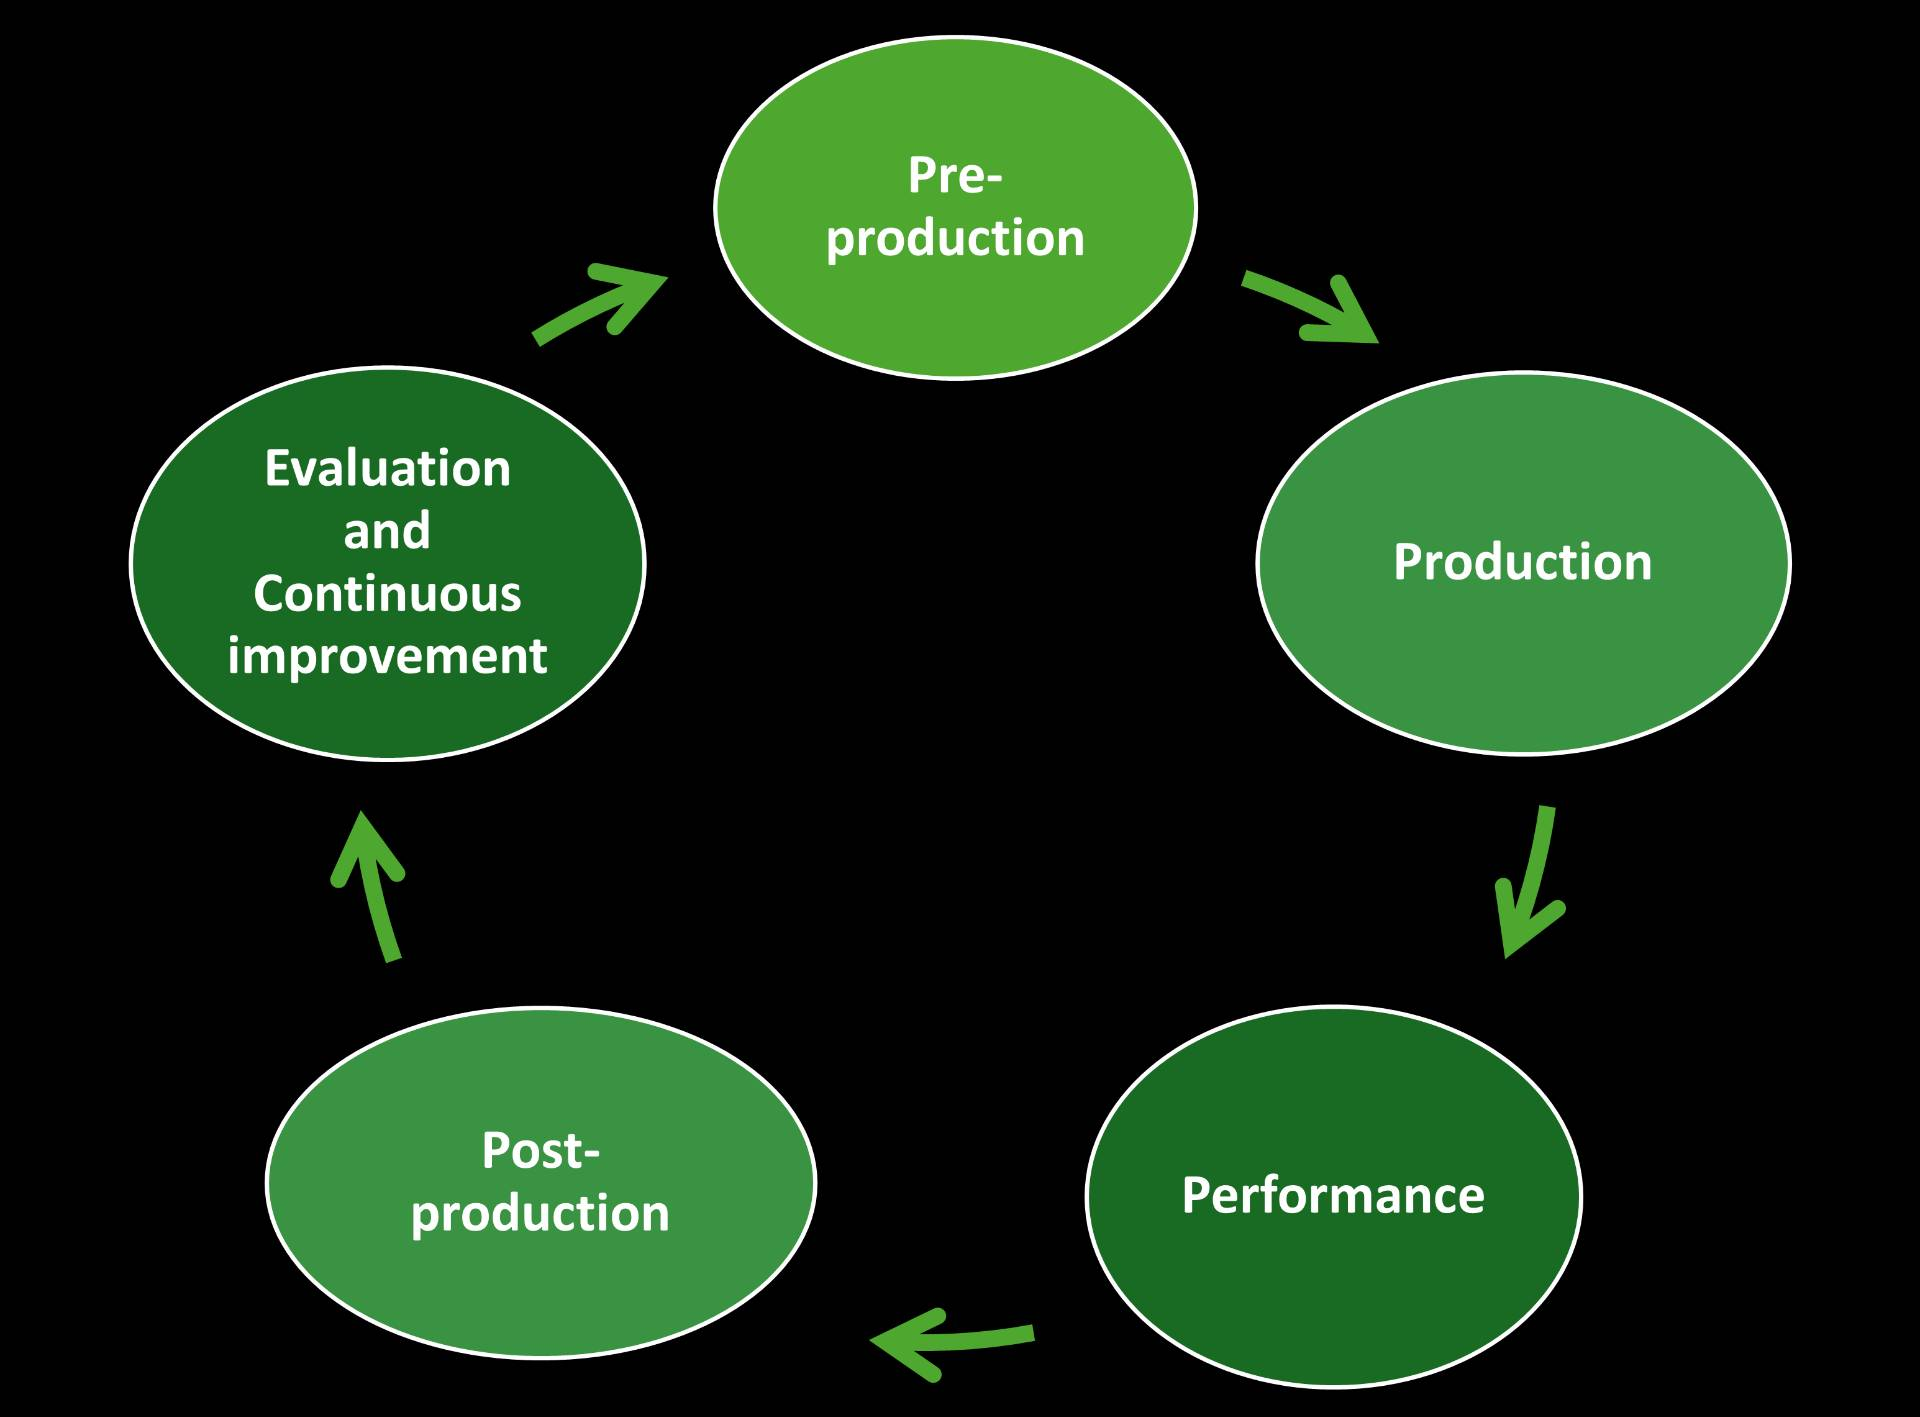 Pre-
production
Production
Performance
Post-
production
Evaluation
and
Continuous
improvement